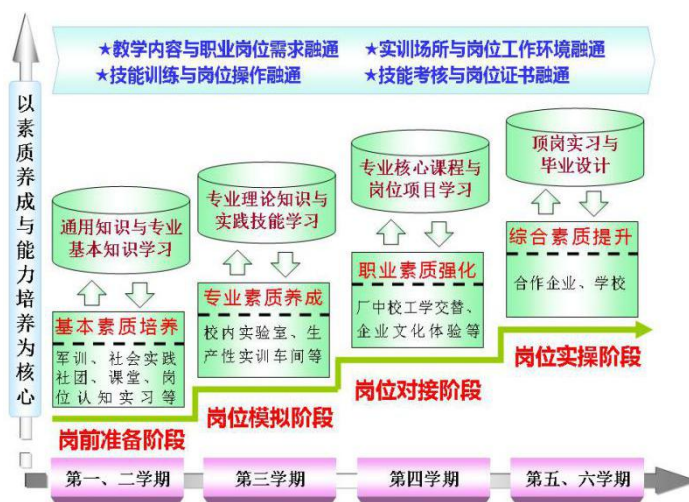 ★教学内容与职业岗位需求融通
★实训场所与岗位工作环境融通
★技能训练与岗位操作融通
★技能考核与岗位证书融通
以素质养成与能力培养为核心
通用知识与专业
基本知识学习
基本素质培养
军训、社会实践
社团、课堂、岗
位认知实习等
岗前准备阶段
专业理论知识与
实践技能学习
专业素质养成
校内实验室、生
产性实训车间等
岗位模拟阶段
专业核心课程与
岗位项目学习
职业素质强化
厂中校工学交替、
企业文化体验等
岗位对接阶段
顶岗实习与
毕业设计
综合素质提升
合作企业、学校
岗位实操阶段
第一、二学期
第三学期
第四学期
第五、六学期